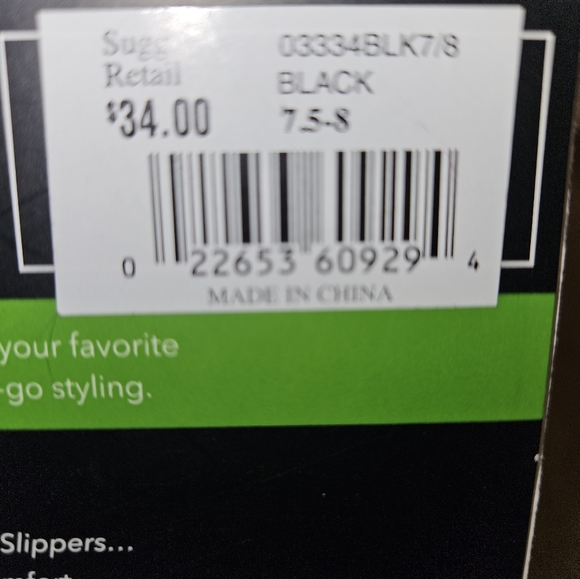 Sugg
Retail
$34.00
03334BLK7/8
BLACK
7.5-8
0 22653 60929 4
MADE IN CHINA
your favorite
-go styling.
Slippers...